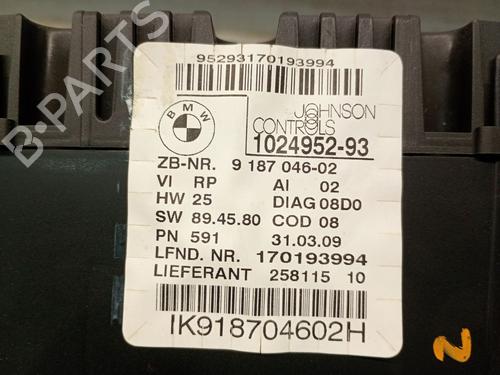 B-PARTS
95293170193994
BMW
JOHNSON
CONTROLS
1024952-93
ZB-NR. 9 187 046-02
VI RP AI 02
HW 25 DIAG 08D0
SW 89.45.80 COD 08
PN 591 31.03.09
LFND. NR. 170193994
LIEFERANT 258115 10
IK918704602H
2